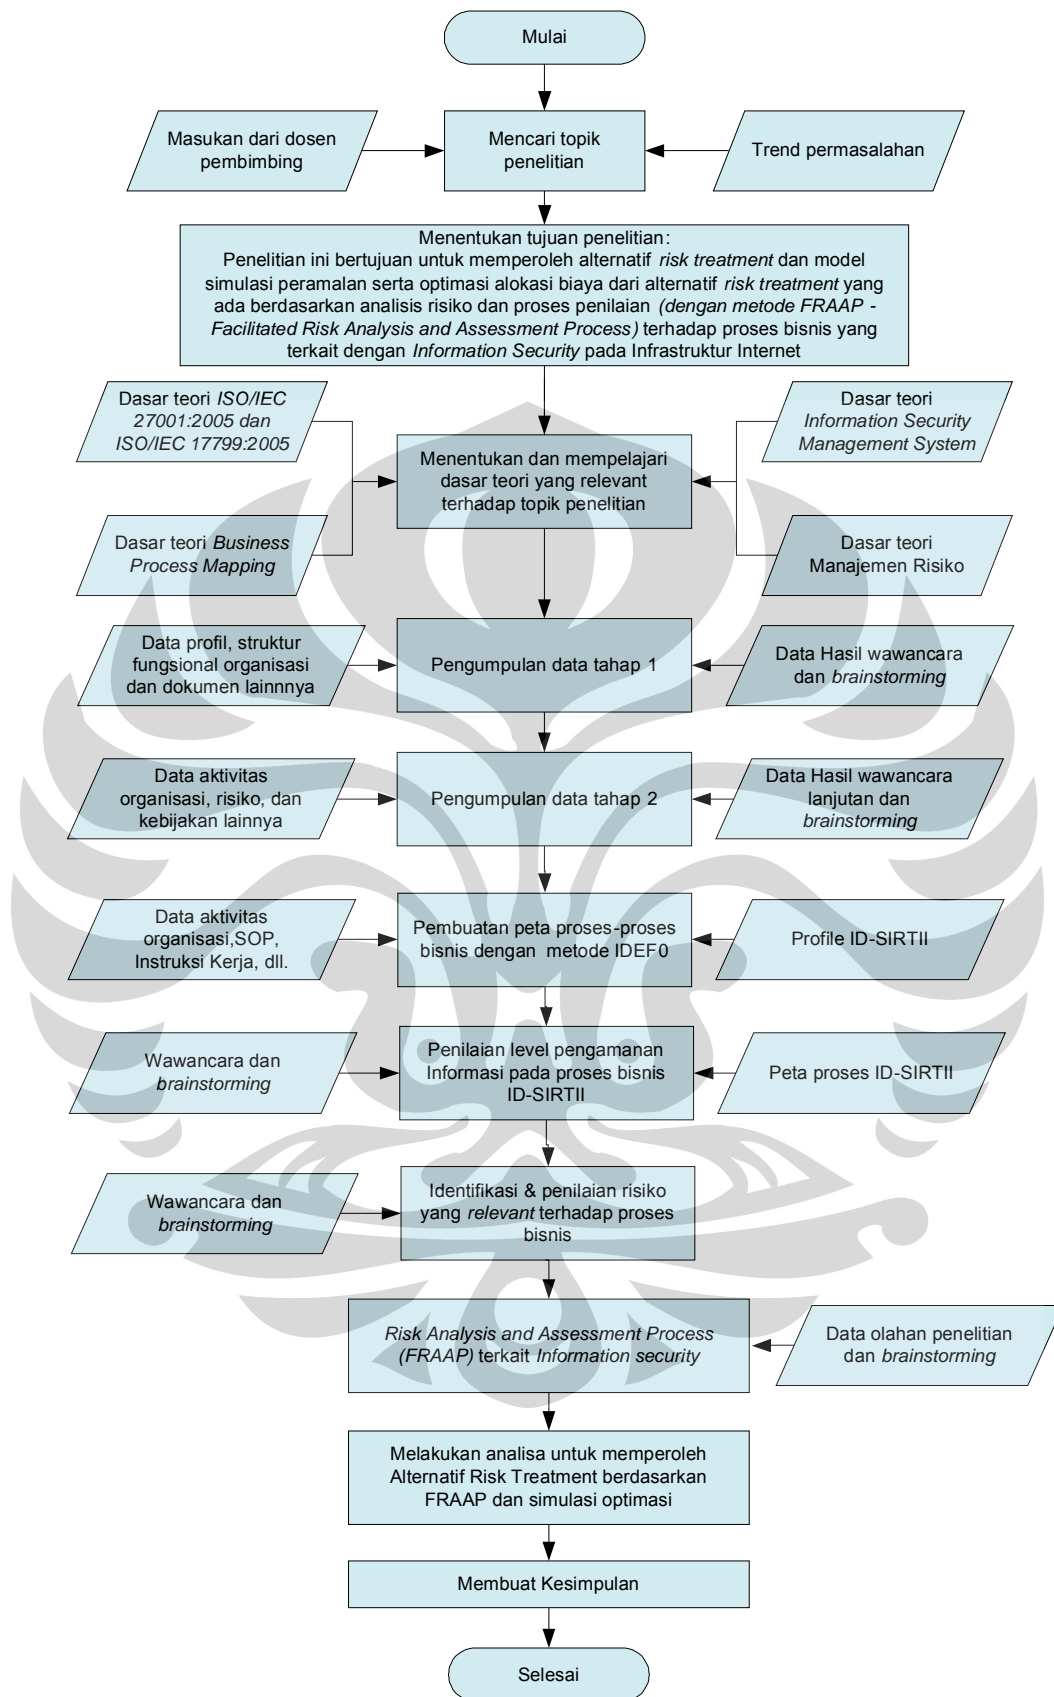 Mulai
Masukan dari dosen
pembimbing
Mencari topik
penelitian
Trend permasalahan
Menentukan tujuan penelitian:
Penelitian ini bertujuan untuk memperoleh alternatif risk treatment dan model
simulasi peramalan serta optimasi alokasi biaya dari alternatif risk treatment yang
ada berdasarkan analisis risiko dan proses penilaian (dengan metode FRAAP -
Facilitated Risk Analysis and Assessment Process) terhadap proses bisnis yang
terkait dengan Information Security pada Infrastruktur Internet
Dasar teori ISO/IEC
27001:2005 dan
ISO/IEC 17799:2005
Dasar teori
Information Security
Management System
Menentukan dan mempelajari
dasar teori yang relevant
terhadap topik penelitian
Dasar teori Business
Process Mapping
Dasar teori
Manajemen Risiko
Data profil, struktur
fungsional organisasi
dan dokumen lainnnya
Pengumpulan data tahap 1
Data Hasil wawancara
dan brainstorming
Data aktivitas
organisasi, risiko, dan
kebijakan lainnya
Pengumpulan data tahap 2
Data Hasil wawancara
lanjutan dan
brainstorming
Data aktivitas
organisasi,SOP,
Instruksi Kerja, dll.
Pembuatan peta proses-proses
bisnis dengan metode IDEF0
Profile ID-SIRTII
Wawancara dan
brainstorming
Penilaian level pengamanan
Informasi pada proses bisnis
ID-SIRTII
Peta proses ID-SIRTII
Wawancara dan
brainstorming
Identifikasi & penilaian risiko
yang relevant terhadap proses
bisnis
Risk Analysis and Assessment Process
(FRAAP) terkait Information security
Data olahan penelitian
dan brainstorming
Melakukan analisa untuk memperoleh
Alternatif Risk Treatment berdasarkan
FRAAP dan simulasi optimasi
Membuat Kesimpulan
Selesai